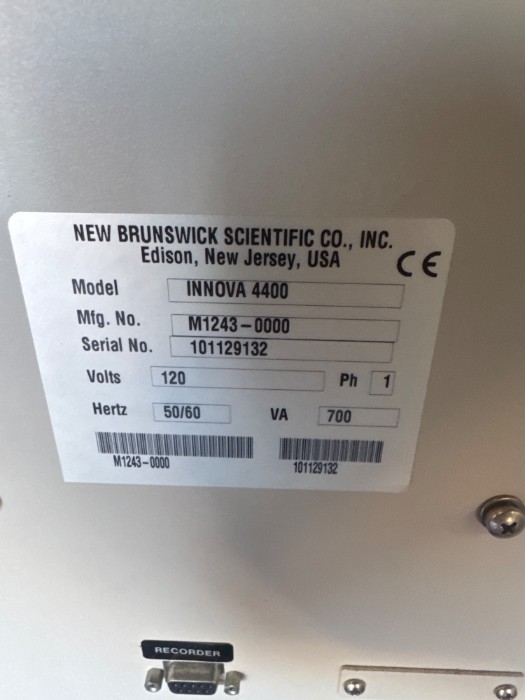 NEW BRUNSWICK SCIENTIFIC CO., INC.
Edison, New Jersey, USA
CE
Model INNOVA 4400
Mfg. No. M1243-0000
Serial No. 101129132
Volts 120 Ph 1
Hertz 50/60 VA 700
M1243-0000 101129132
RECORDER